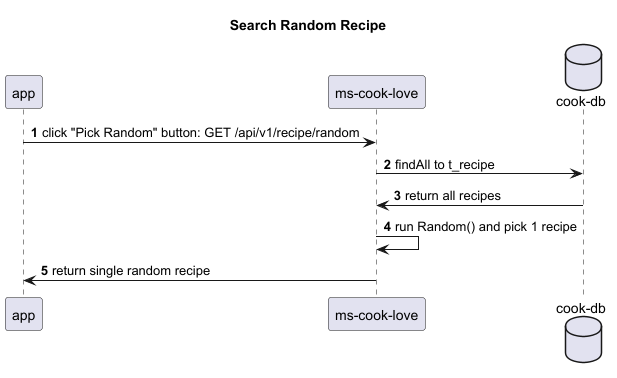 Search Random Recipe
app
ms-cook-love
cook-db
1 click "Pick Random" button: GET /api/v1/recipe/random
2 findAll to t_recipe
3 return all recipes
4 run Random() and pick 1 recipe
5 return single random recipe
app
ms-cook-love
cook-db